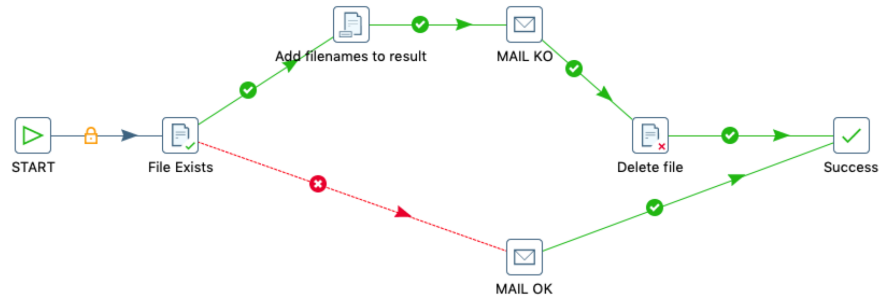 Add filenames to result
MAIL KO
START
File Exists
Delete file
Success
MAIL OK